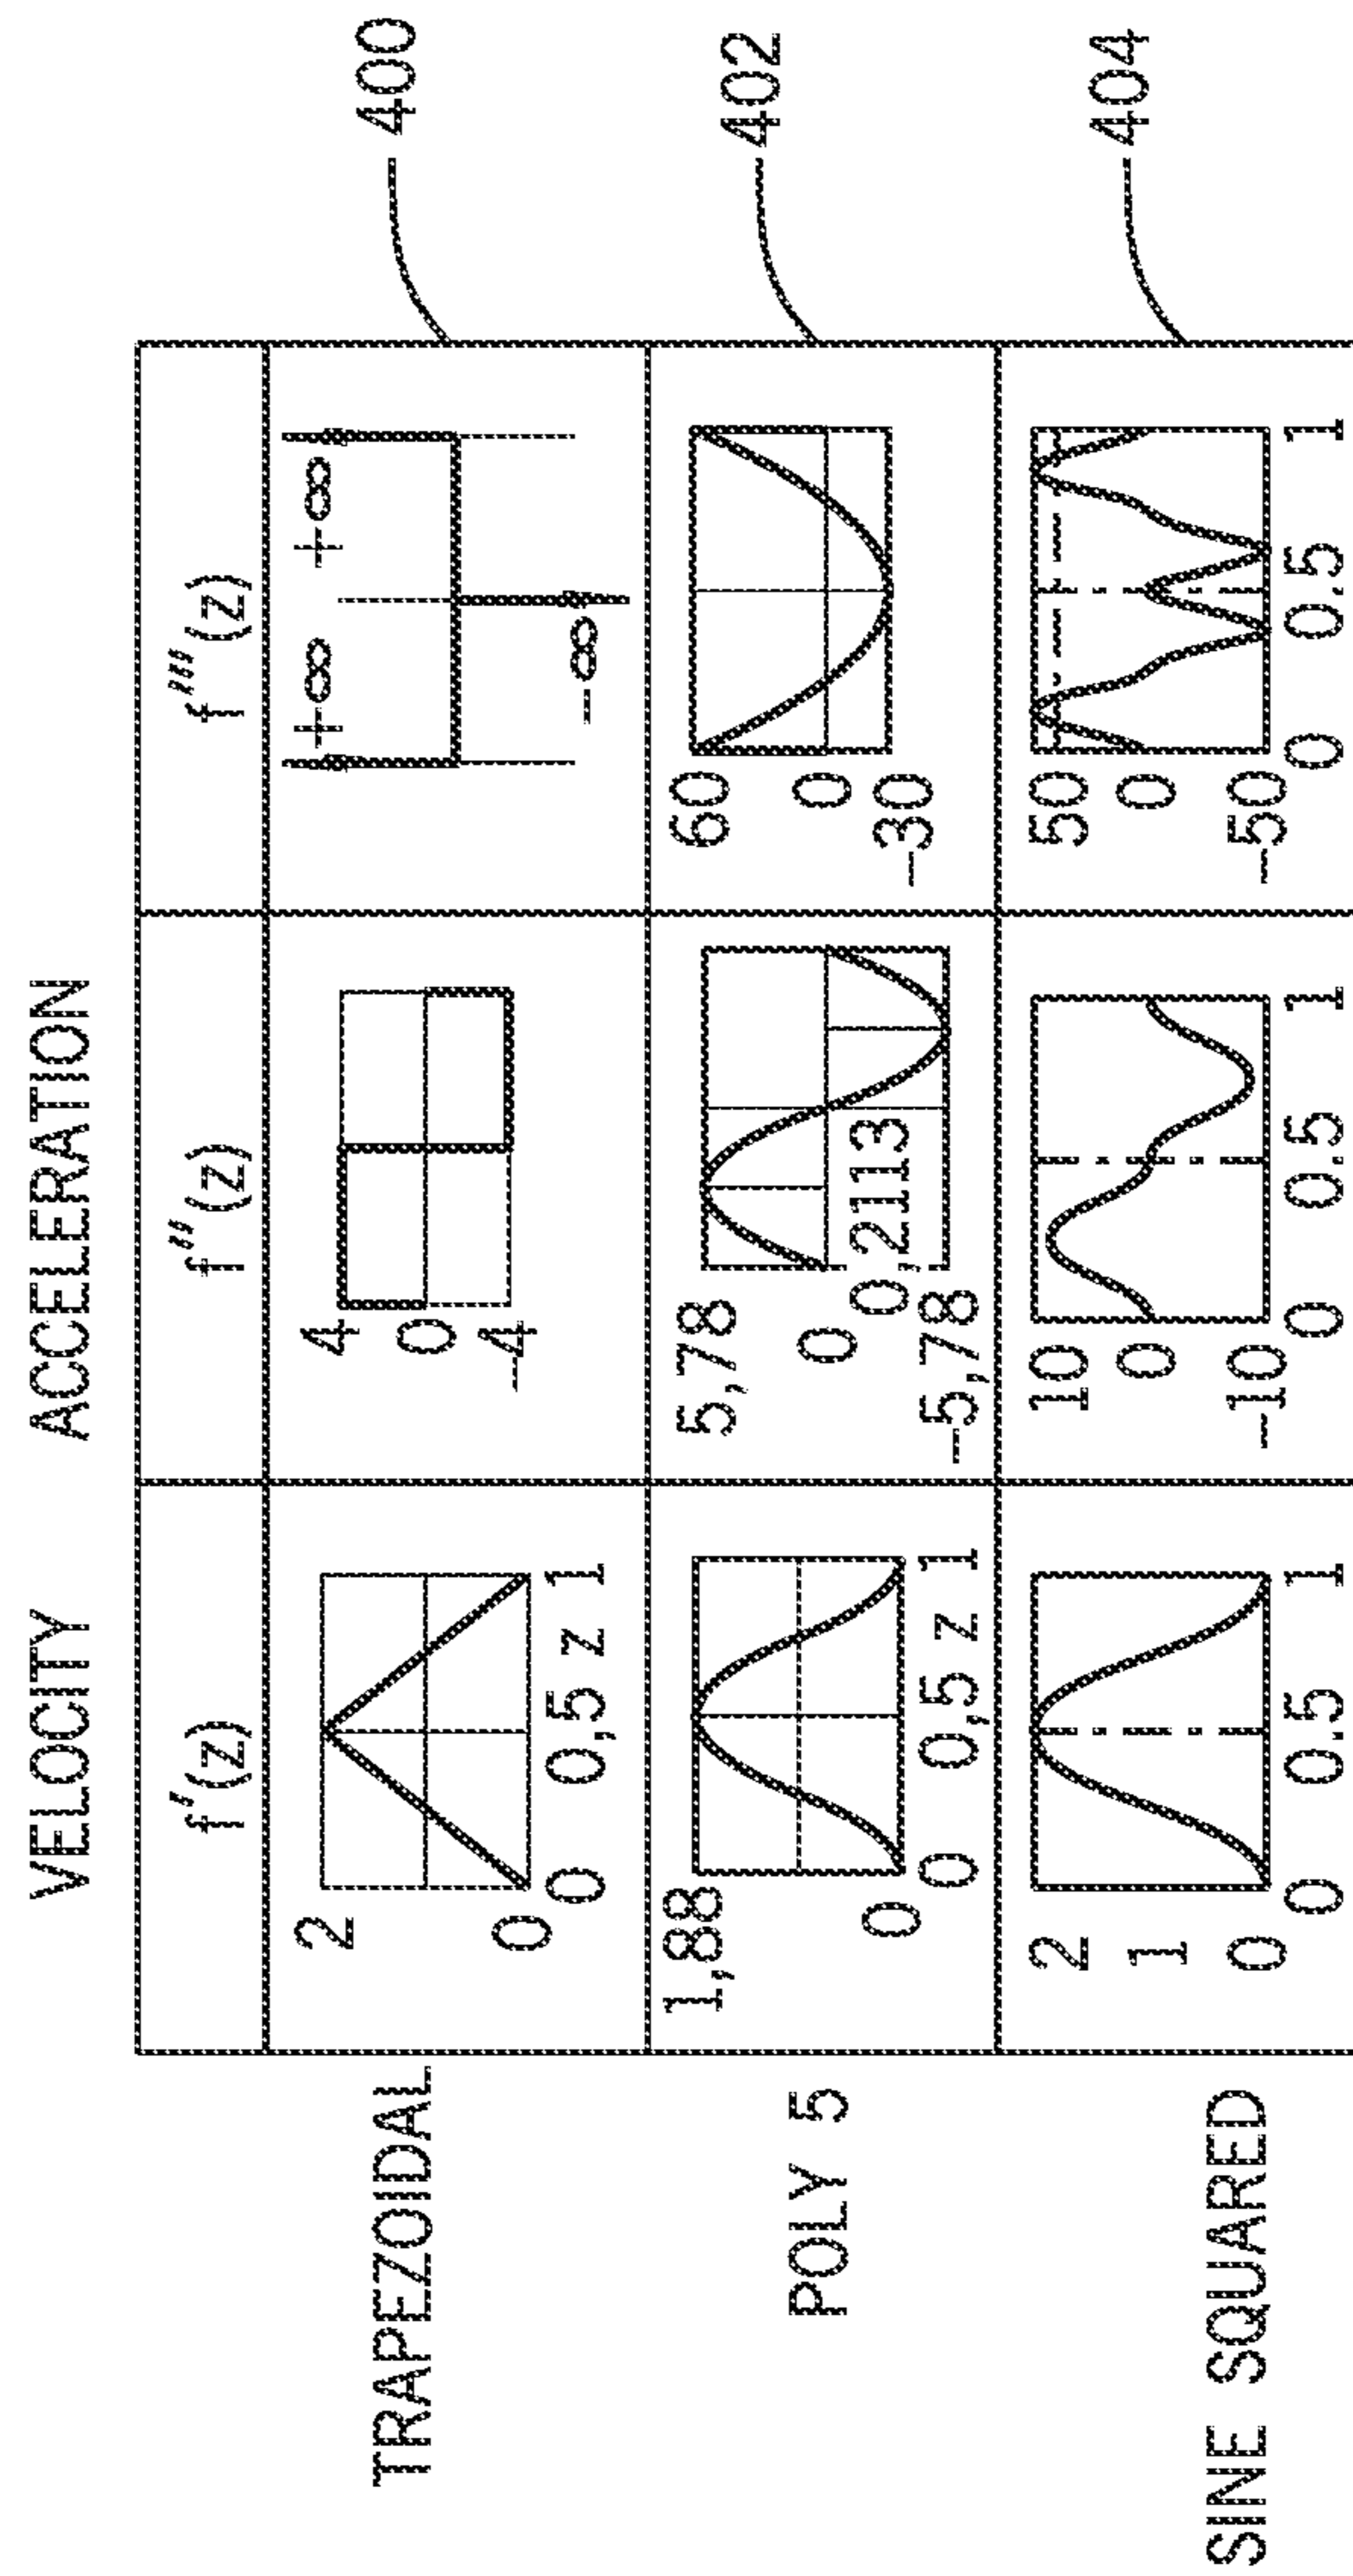 VELOCITY ACCELERATION
f'(z) f"(z) f'''(z)
TRAPEZOIDAL
2
0
0 0,5 z 1
4
0
-4
+∞ +∞
-∞
400
POLY 5
1,88
0
0 0,5 z 1
5,78
0
0,2113
-5,78
60
0
-30
402
SINE SQUARED
2
1
0
0 0.5 1
10
0
-10
0 0.5 1
50
0
-50
0 0.5 1
404